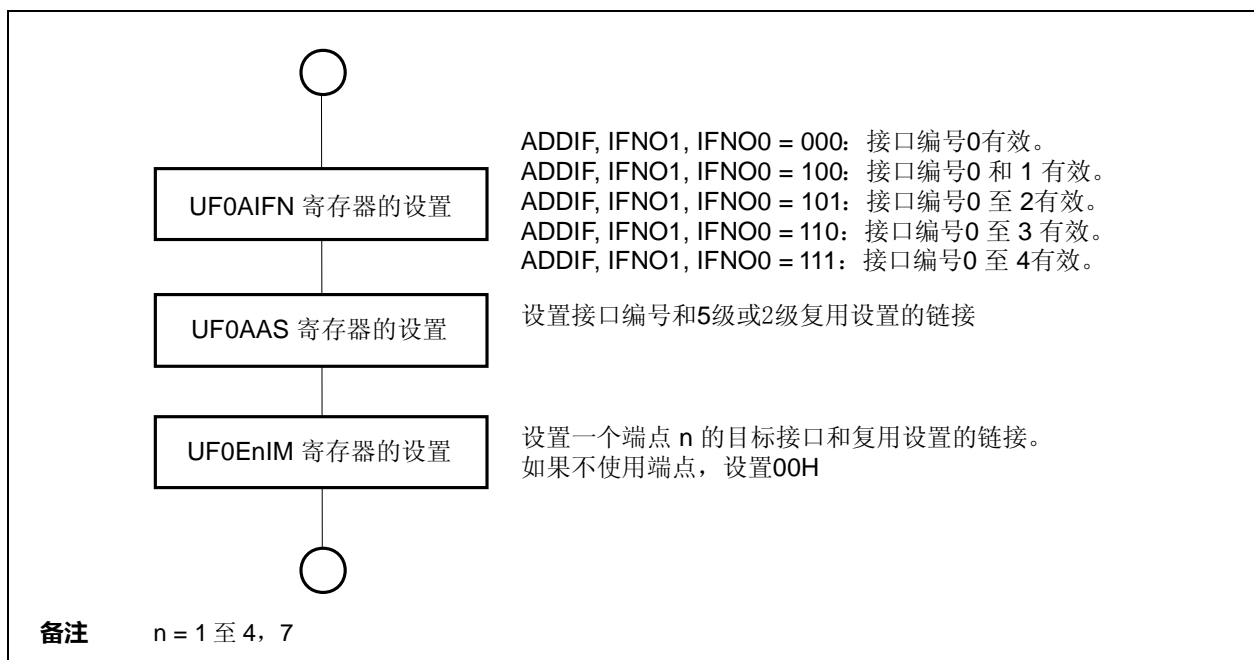 ADDIF, IFNO1, IFNO0 = 000：接口编号0有效。
ADDIF, IFNO1, IFNO0 = 100：接口编号0 和 1 有效。
UF0AIFN 寄存器的设置
ADDIF, IFNO1, IFNO0 = 101：接口编号0 至 2有效。
ADDIF, IFNO1, IFNO0 = 110：接口编号0 至 3 有效。
ADDIF, IFNO1, IFNO0 = 111：接口编号0 至 4有效。
UF0AAS 寄存器的设置
设置接口编号和5级或2级复用设置的链接
UF0EnIM 寄存器的设置
设置一个端点 n 的目标接口和复用设置的链接。
如果不使用端点，设置00H
备注 n = 1 至 4，7